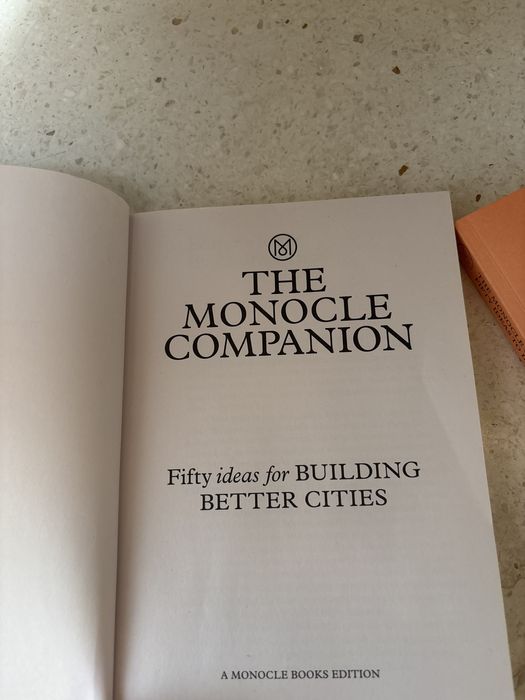 THE
MONOCLE
COMPANION
Fifty ideas for BUILDING
BETTER CITIES
A MONOCLE BOOKS EDITION